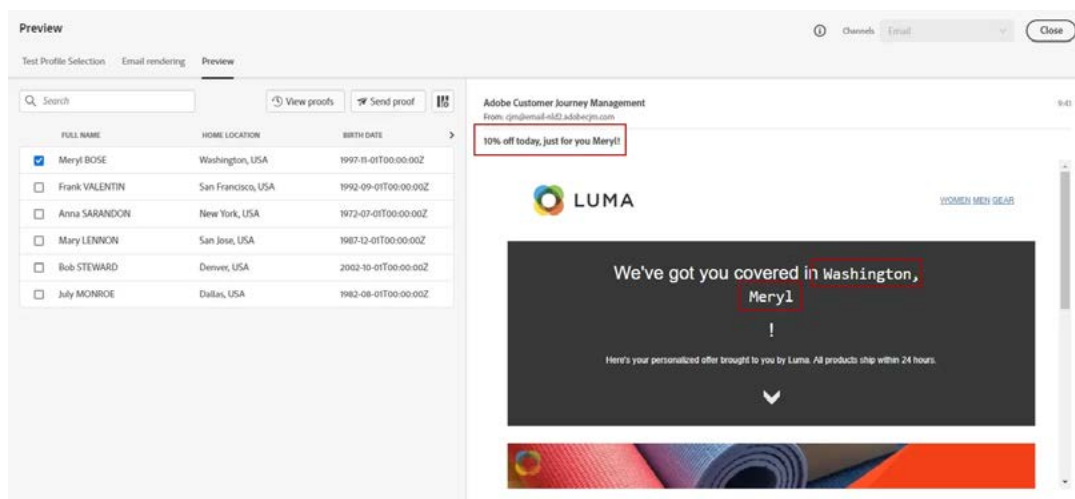 Preview
Channels Email Close
Test Profile Selection Email rendering Preview
Search View proofs Send proof
FULL NAME HOME LOCATION BIRTH DATE
Meryl BOSE Washington, USA 1997-11-01T00:00:00Z
Frank VALENTIN San Francisco, USA 1992-09-01T00:00:00Z
Anna SARANDON New York, USA 1972-07-01T00:00:00Z
Mary LENNON San Jose, USA 1987-12-01T00:00:00Z
Bob STEWARD Denver, USA 2002-10-01T00:00:00Z
July MONROE Dallas, USA 1982-08-01T00:00:00Z
Adobe Customer Journey Management 9:41
From: cjm@email-nld2.adobecjm.com
10% off today, just for you Meryl!
LUMA
WOMEN MEN GEAR
We've got you covered in Washington,
Meryl
!
Here's your personalized offer brought to you by Luma. All products ship within 24 hours.